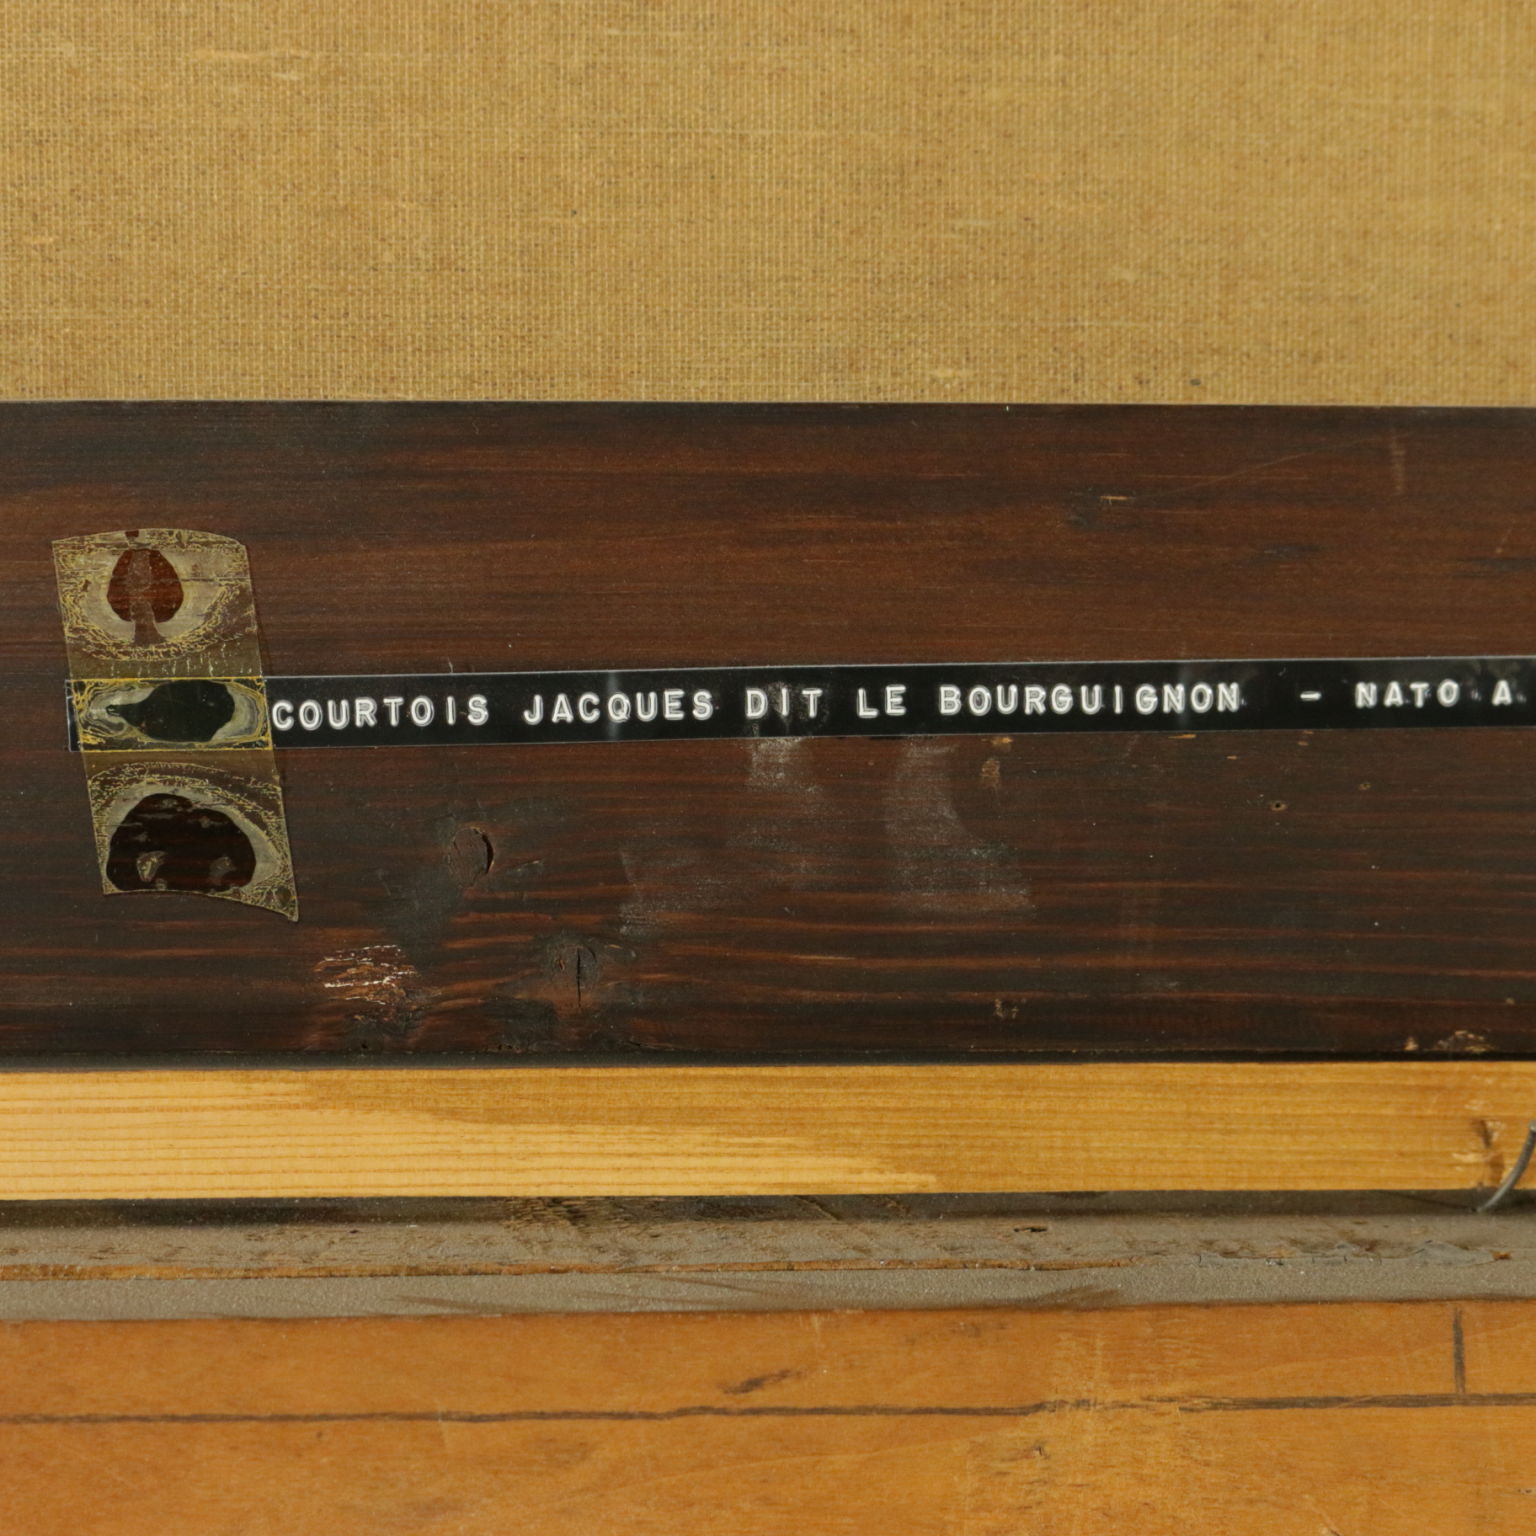 COURTOIS JACQUES DIT LE BOURGUIGNON - NATO A